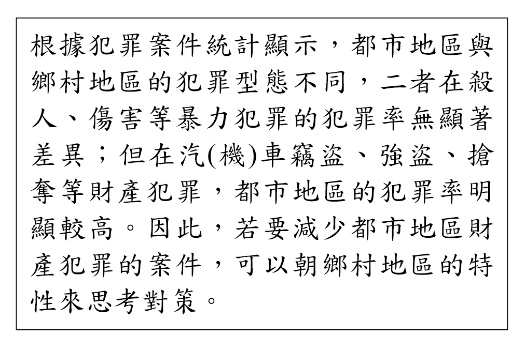 根據犯罪案件統計顯示，都市地區與
鄉村地區的犯罪型態不同，二者在殺
人、傷害等暴力犯罪的犯罪率無顯著
差異；但在汽(機)車竊盜、強盜、搶
奪等財產犯罪，都市地區的犯罪率明
顯較高。因此，若要減少都市地區財
產犯罪的案件，可以朝鄉村地區的特
性來思考對策。